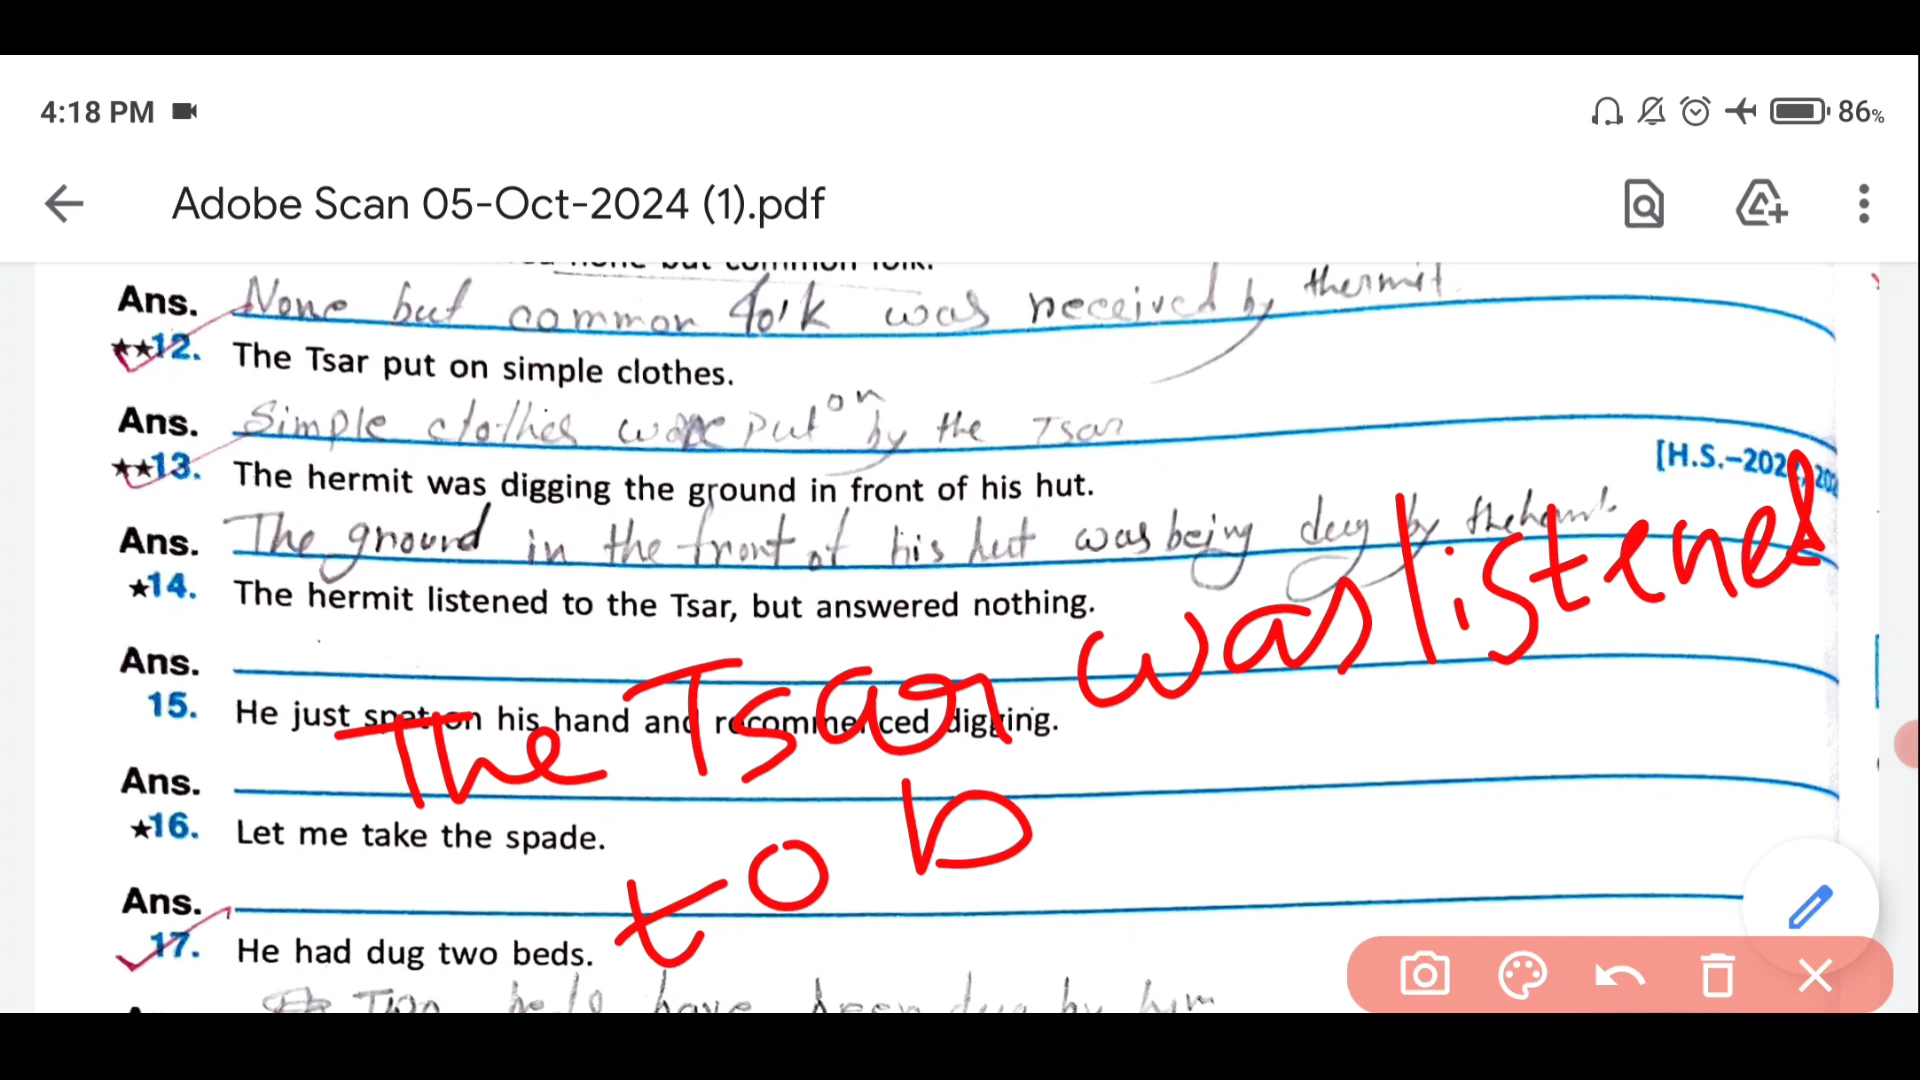 4:18 PM 86%
Adobe Scan 05-Oct-2024 (1).pdf
none but common folk.
Ans. None but common folk was received by thermit
★★12. The Tsar put on simple clothes.
Ans. Simple clothes were put on by the Tsar
[H.S.-202
★★13. The hermit was digging the ground in front of his hut.
Ans. The ground in the front of his hut was being dug by the
★14. The hermit listened to the Tsar, but answered nothing.
Ans. The Tsar was listened
15. He just spat on his hand and recommenced digging.
Ans.
to b
★16. Let me take the spade.
Ans.
17. He had dug two beds.
have been dug by him